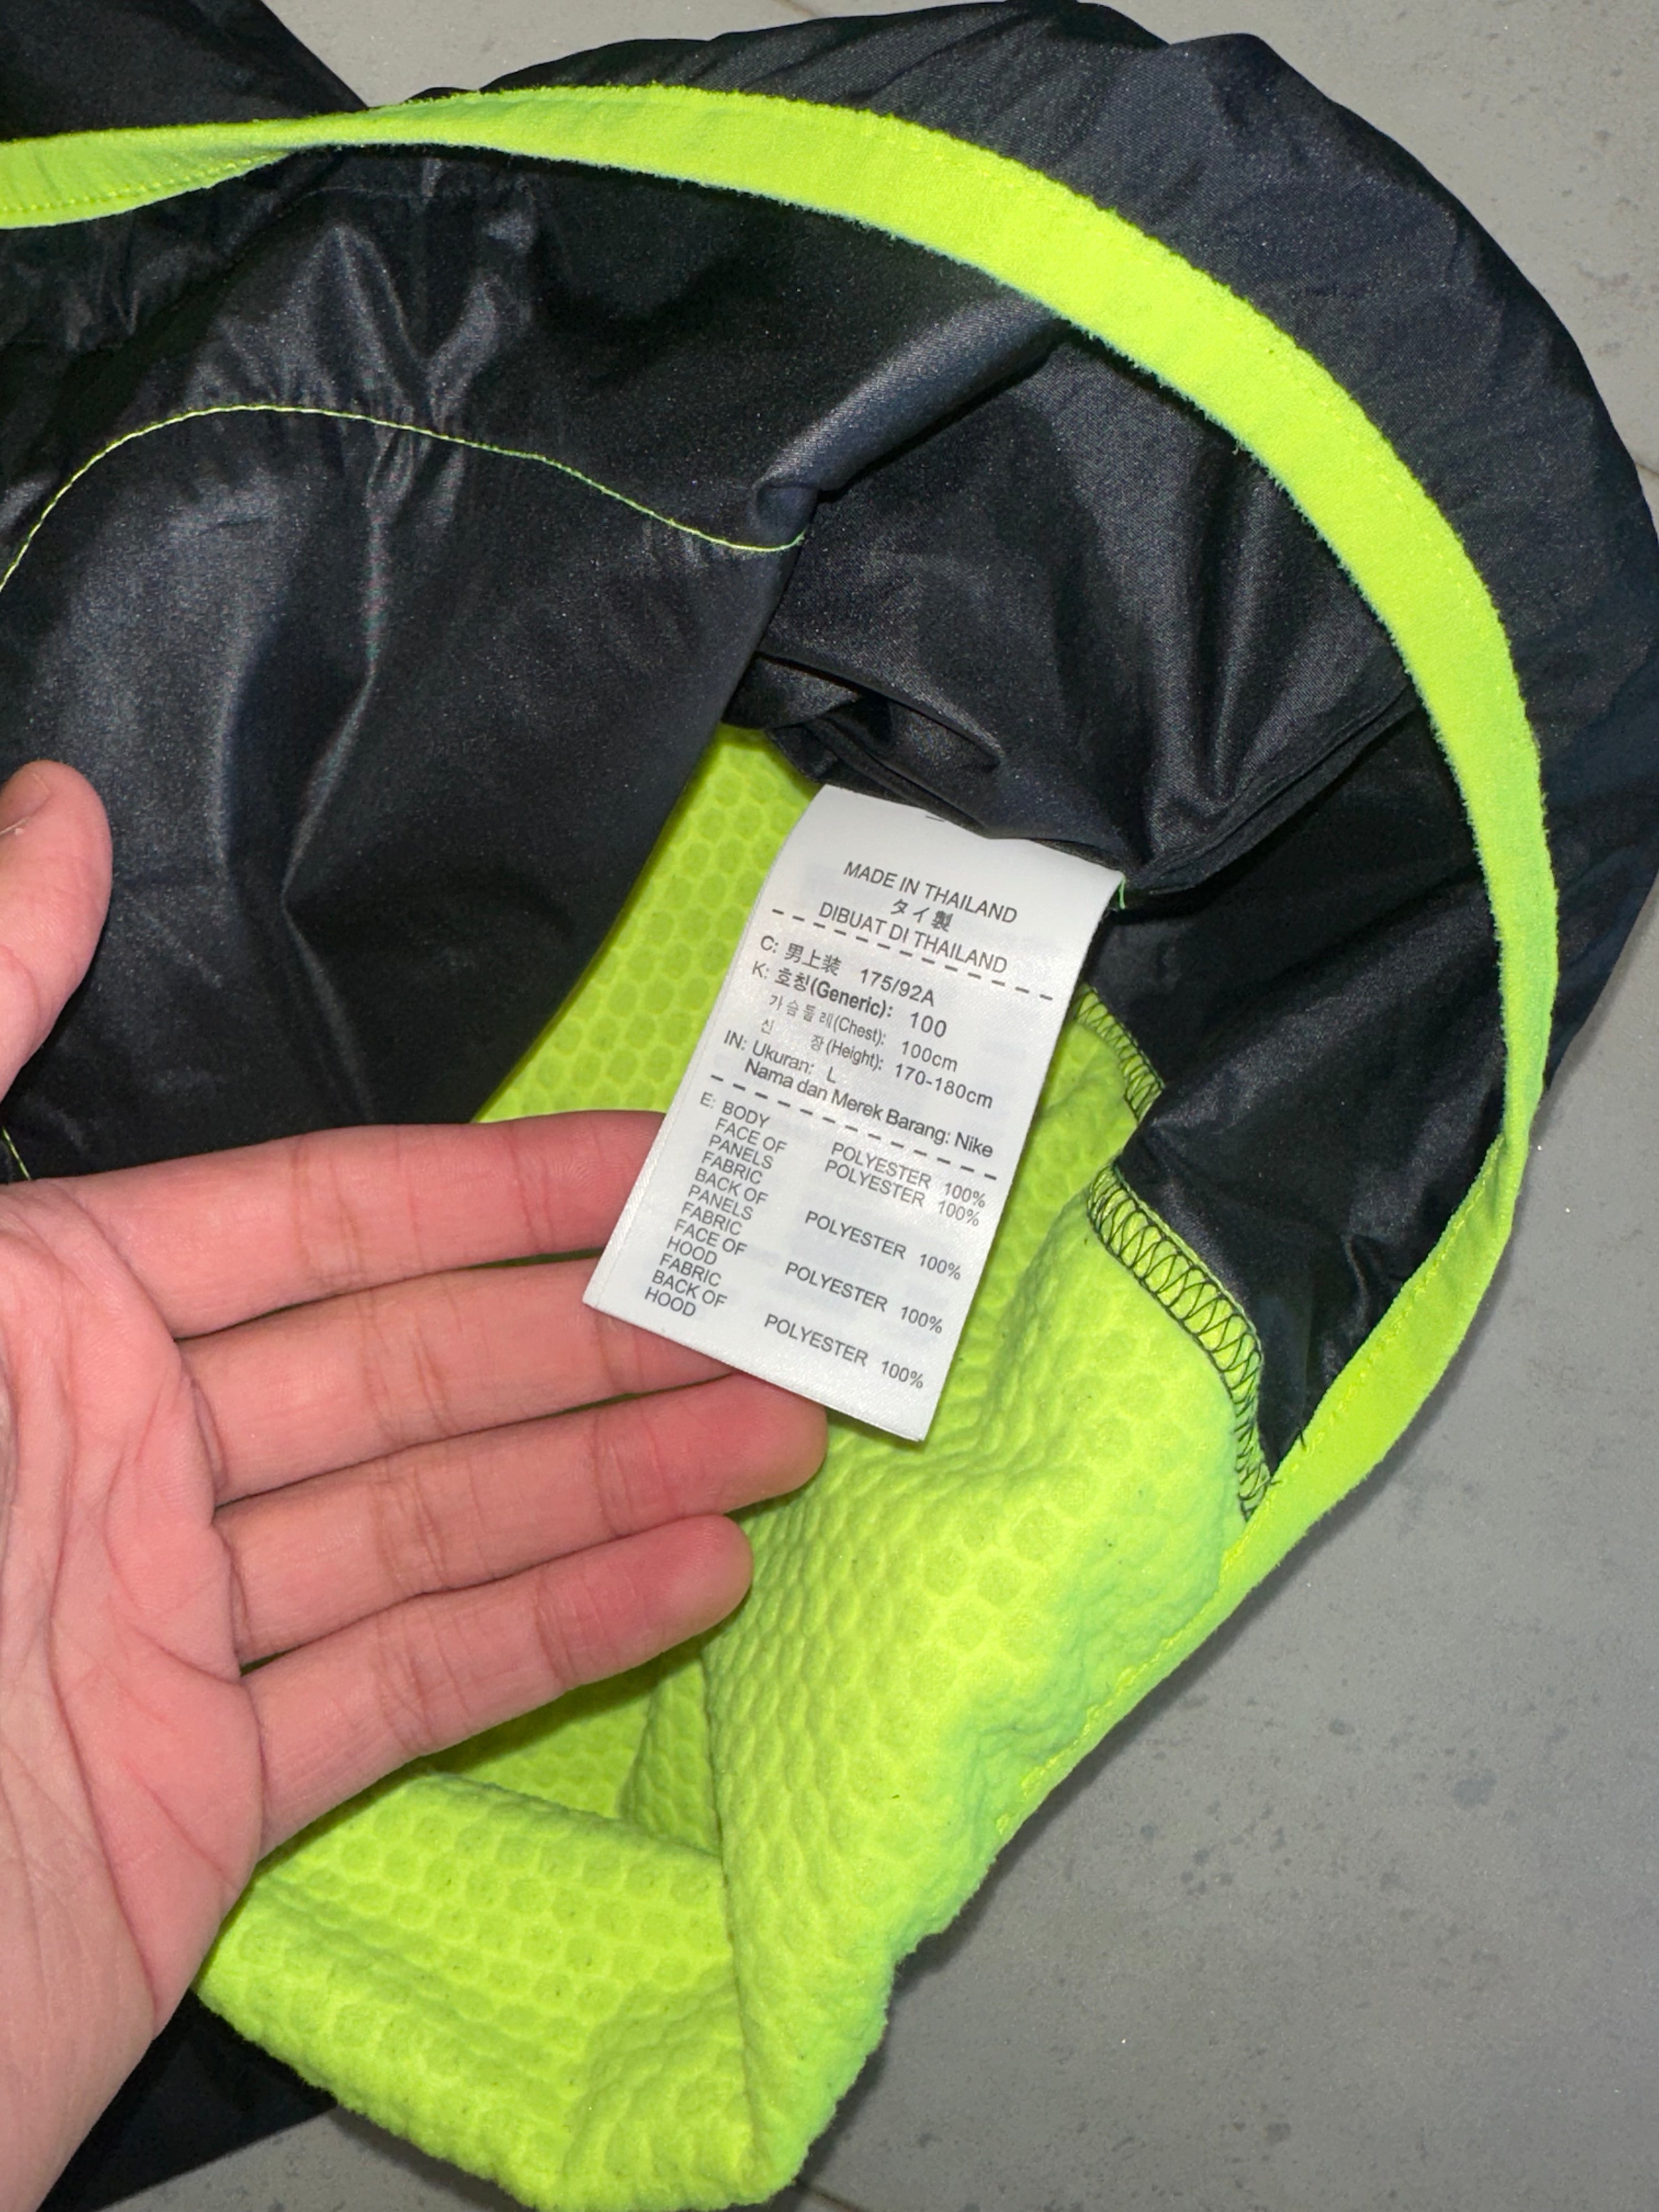 MADE IN THAILAND
タイ製
DIBUAT DI THAILAND
C: 男上装 175/92A
K: 호칭(Generic): 100
가슴둘레(Chest): 100cm
신 장(Height): 170-180cm
IN: Ukuran: L
Nama dan Merek Barang: Nike
E: BODY POLYESTER 100%
FACE OF POLYESTER 100%
PANELS
FABRIC
BACK OF POLYESTER 100%
PANELS
FABRIC
FACE OF POLYESTER 100%
HOOD
FABRIC
BACK OF POLYESTER 100%
HOOD